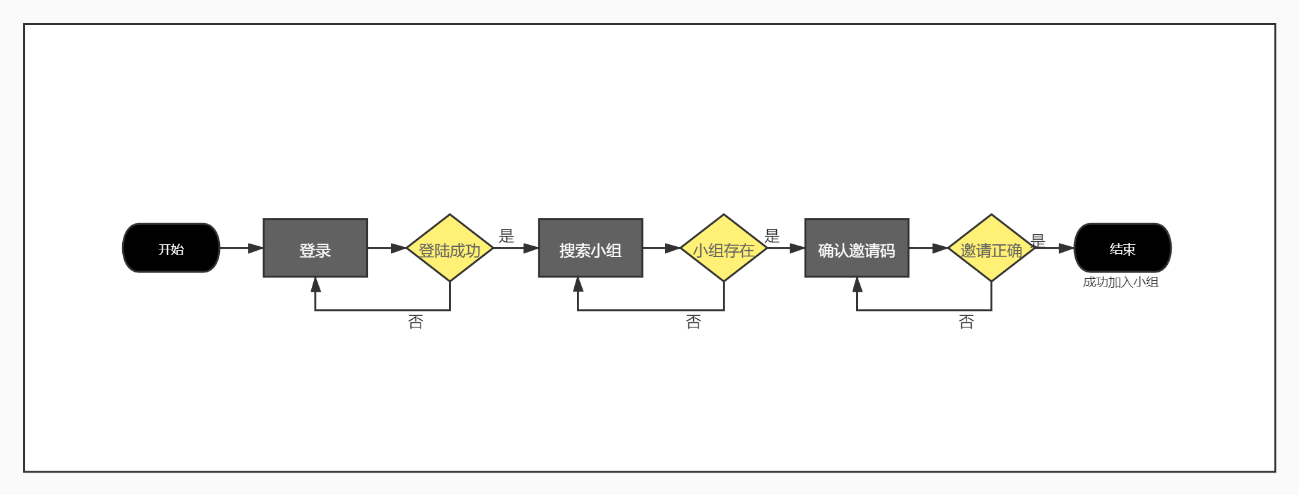 开始
登录
登陆成功
是
否
搜索小组
小组存在
是
否
确认邀请码
邀请正确
是
否
结束
成功加入小组